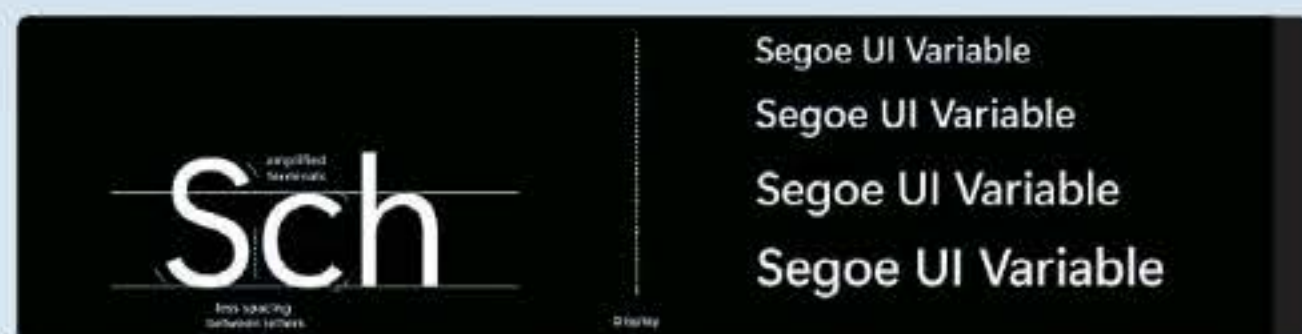 amplified
terminals
Sch
less spacing
between letters
Display
Segoe UI Variable
Segoe UI Variable
Segoe UI Variable
Segoe UI Variable